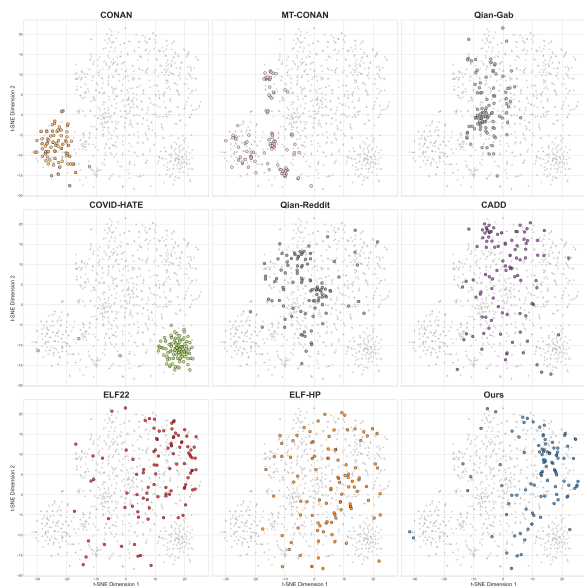 CONAN MT-CONAN Qian-Gab
t-SNE Dimension 2
COVID-HATE Qian-Reddit CADD
t-SNE Dimension 2
ELF22 ELF-HP Ours
t-SNE Dimension 2
t-SNE Dimension 1 t-SNE Dimension 1 t-SNE Dimension 1